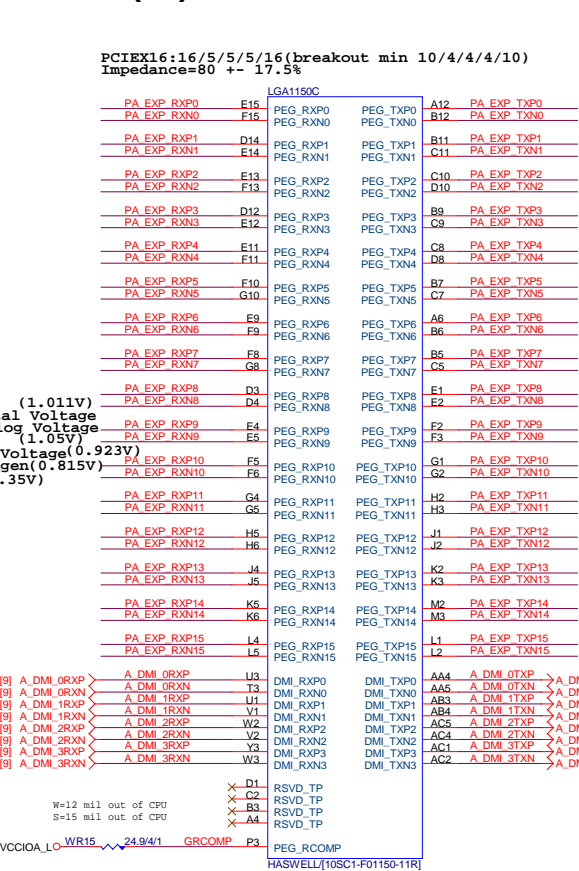 PCIEX16:16/5/5/5/16(breakout min 10/4/4/4/10)
Impedance=80 +- 17.5%
LGA1150C
PA_EXP_RXP0 E15 PEG_RXP0 PEG_TXP0 A12 PA_EXP_TXP0
PA_EXP_RXN0 F15 PEG_RXN0 PEG_TXN0 B12 PA_EXP_TXN0
PA_EXP_RXP1 D14 PEG_RXP1 PEG_TXP1 B11 PA_EXP_TXP1
PA_EXP_RXN1 E14 PEG_RXN1 PEG_TXN1 C11 PA_EXP_TXN1
PA_EXP_RXP2 E13 PEG_RXP2 PEG_TXP2 C10 PA_EXP_TXP2
PA_EXP_RXN2 F13 PEG_RXN2 PEG_TXN2 D10 PA_EXP_TXN2
PA_EXP_RXP3 D12 PEG_RXP3 PEG_TXP3 B9 PA_EXP_TXP3
PA_EXP_RXN3 E12 PEG_RXN3 PEG_TXN3 C9 PA_EXP_TXN3
PA_EXP_RXP4 E11 PEG_RXP4 PEG_TXP4 C8 PA_EXP_TXP4
PA_EXP_RXN4 F11 PEG_RXN4 PEG_TXN4 D8 PA_EXP_TXN4
PA_EXP_RXP5 F10 PEG_RXP5 PEG_TXP5 B7 PA_EXP_TXP5
PA_EXP_RXN5 G10 PEG_RXN5 PEG_TXN5 C7 PA_EXP_TXN5
PA_EXP_RXP6 E9 PEG_RXP6 PEG_TXP6 A6 PA_EXP_TXP6
PA_EXP_RXN6 F9 PEG_RXN6 PEG_TXN6 B6 PA_EXP_TXN6
PA_EXP_RXP7 F8 PEG_RXP7 PEG_TXP7 B5 PA_EXP_TXP7
PA_EXP_RXN7 G8 PEG_RXN7 PEG_TXN7 C5 PA_EXP_TXN7
PA_EXP_RXP8 D3 PEG_RXP8 PEG_TXP8 E1 PA_EXP_TXP8
(1.011V) PA_EXP_RXN8 D4 PEG_RXN8 PEG_TXN8 E2 PA_EXP_TXN8
al Voltage
log Voltage PA_EXP_RXP9 E4 PEG_RXP9 PEG_TXP9 F2 PA_EXP_TXP9
(1.05V) PA_EXP_RXN9 E5 PEG_RXN9 PEG_TXN9 F3 PA_EXP_TXN9
Voltage(0.923V)
gen(0.815V) PA_EXP_RXP10 F5 PEG_RXP10 PEG_TXP10 G1 PA_EXP_TXP10
.35V) PA_EXP_RXN10 F6 PEG_RXN10 PEG_TXN10 G2 PA_EXP_TXN10
PA_EXP_RXP11 G4 PEG_RXP11 PEG_TXP11 H2 PA_EXP_TXP11
PA_EXP_RXN11 G5 PEG_RXN11 PEG_TXN11 H3 PA_EXP_TXN11
PA_EXP_RXP12 H5 PEG_RXP12 PEG_TXP12 J1 PA_EXP_TXP12
PA_EXP_RXN12 H6 PEG_RXN12 PEG_TXN12 J2 PA_EXP_TXN12
PA_EXP_RXP13 J4 PEG_RXP13 PEG_TXP13 K2 PA_EXP_TXP13
PA_EXP_RXN13 J5 PEG_RXN13 PEG_TXN13 K3 PA_EXP_TXN13
PA_EXP_RXP14 K5 PEG_RXP14 PEG_TXP14 M2 PA_EXP_TXP14
PA_EXP_RXN14 K6 PEG_RXN14 PEG_TXN14 M3 PA_EXP_TXN14
PA_EXP_RXP15 L4 PEG_RXP15 PEG_TXP15 L1 PA_EXP_TXP15
PA_EXP_RXN15 L5 PEG_RXN15 PEG_TXN15 L2 PA_EXP_TXN15
[9] A_DMI_0RXP A_DMI_0RXP U3 DMI_RXP0 DMI_TXP0 AA4 A_DMI_0TXP
[9] A_DMI_0RXN A_DMI_0RXN T3 DMI_RXN0 DMI_TXN0 AA5 A_DMI_0TXN
[9] A_DMI_1RXP A_DMI_1RXP U1 DMI_RXP1 DMI_TXP1 AB3 A_DMI_1TXP
[9] A_DMI_1RXN A_DMI_1RXN V1 DMI_RXN1 DMI_TXN1 AB4 A_DMI_1TXN
[9] A_DMI_2RXP A_DMI_2RXP W2 DMI_RXP2 DMI_TXP2 AC5 A_DMI_2TXP
[9] A_DMI_2RXN A_DMI_2RXN V2 DMI_RXN2 DMI_TXN2 AC4 A_DMI_2TXN
[9] A_DMI_3RXP A_DMI_3RXP Y3 DMI_RXP3 DMI_TXP3 AC1 A_DMI_3TXP
[9] A_DMI_3RXN A_DMI_3RXN W3 DMI_RXN3 DMI_TXN3 AC2 A_DMI_3TXN
D1 RSVD_TP
C2 RSVD_TP
W=12 mil out of CPU B3 RSVD_TP
S=15 mil out of CPU A4 RSVD_TP
VCCIOA_L WR15 24.9/4/1 GRCOMP P3 PEG_RCOMP
HASWELL/[10SC1-F01150-11R]